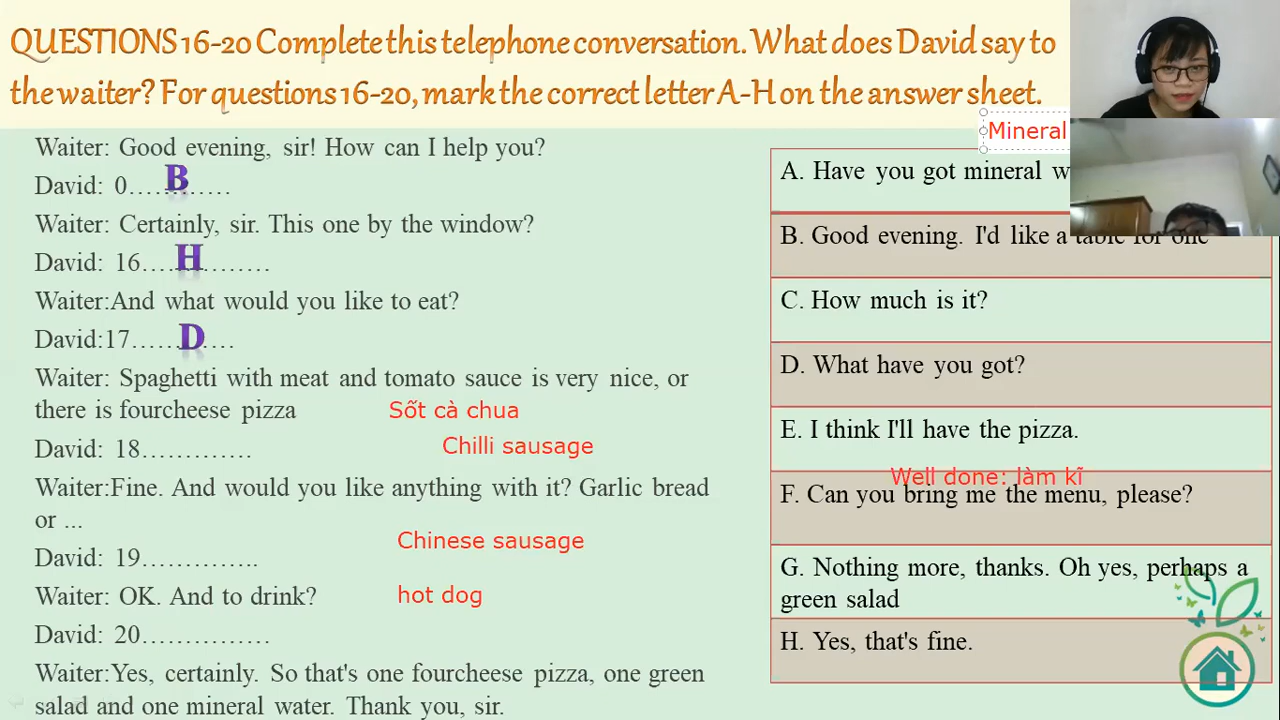 QUESTIONS 16-20 Complete this telephone conversation. What does David say to
the waiter? For questions 16-20, mark the correct letter A-H on the answer sheet.
Mineral
Waiter: Good evening, sir! How can I help you?
David: 0…..B…….
Waiter: Certainly, sir. This one by the window?
David: 16….H………..
Waiter:And what would you like to eat?
David:17……D…..
Waiter: Spaghetti with meat and tomato sauce is very nice, or
there is fourcheese pizza
Sốt cà chua
Chilli sausage
David: 18………….
Waiter:Fine. And would you like anything with it? Garlic bread
or ...
Chinese sausage
David: 19…………..
Waiter: OK. And to drink?
hot dog
David: 20……………
Waiter:Yes, certainly. So that's one fourcheese pizza, one green
salad and one mineral water. Thank you, sir.
A. Have you got mineral
B. Good evening. I'd like a table for one
C. How much is it?
D. What have you got?
E. I think I'll have the pizza.
Well done: làm kĩ
F. Can you bring me the menu, please?
G. Nothing more, thanks. Oh yes, perhaps a
green salad
H. Yes, that's fine.